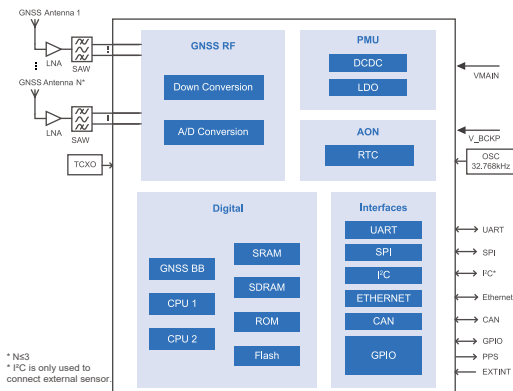 GNSS Antenna 1
LNA
SAW
GNSS Antenna N*
LNA
SAW
TCXO
GNSS RF
Down Conversion
A/D Conversion
PMU
DCDC
LDO
AON
RTC
VMAIN
V_BCKP
OSC
32.768kHz
Digital
GNSS BB
CPU 1
CPU 2
SRAM
SDRAM
ROM
Flash
Interfaces
UART
SPI
I²C
ETHERNET
CAN
GPIO
UART
SPI
I²C*
Ethernet
CAN
GPIO
PPS
EXTINT
* N≤3
* I²C is only used to
connect external sensor.